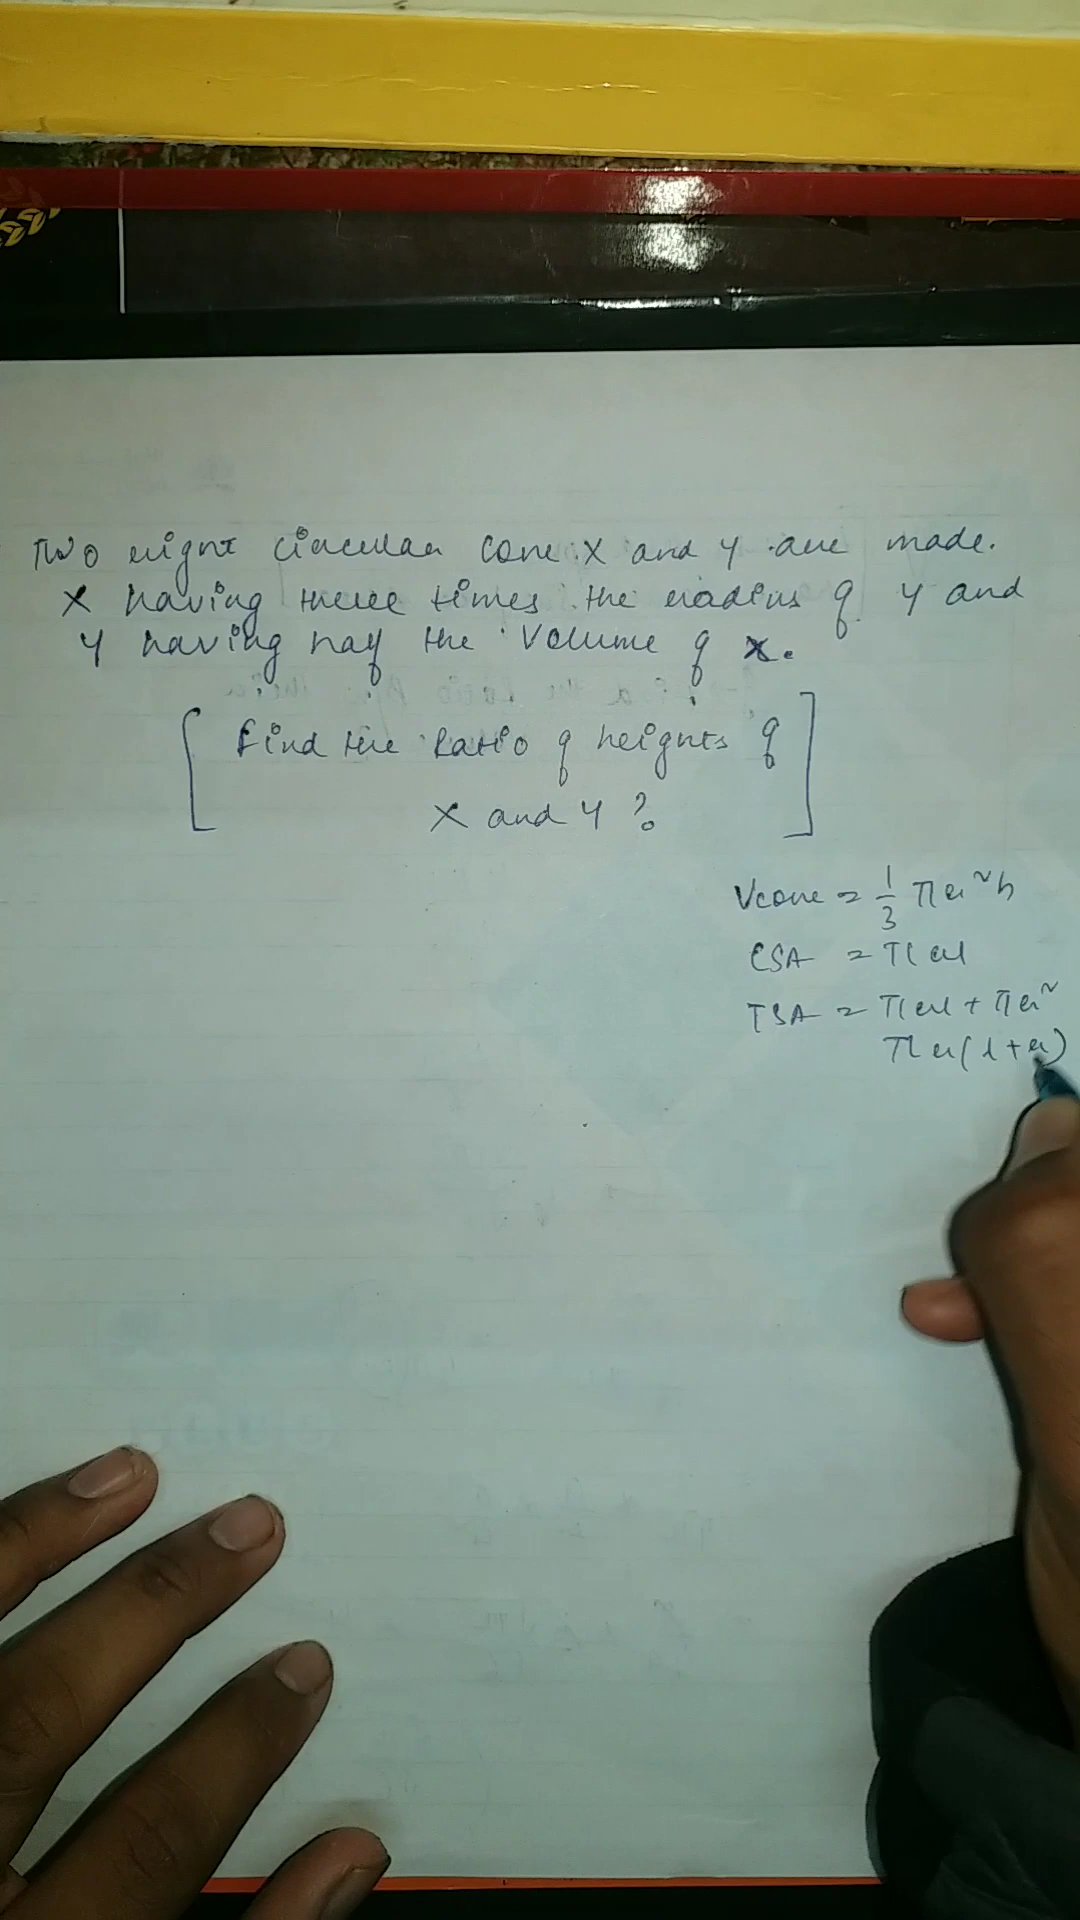 Two right circular cone X and Y are made.
X having three times the radius of Y and
Y having half the volume of X.
[ Find the Ratio of heights of
X and Y ? ]
Vcone = 1/3 πr²h
CSA = πrl
TSA = πrl + πr²
πr(l+r)